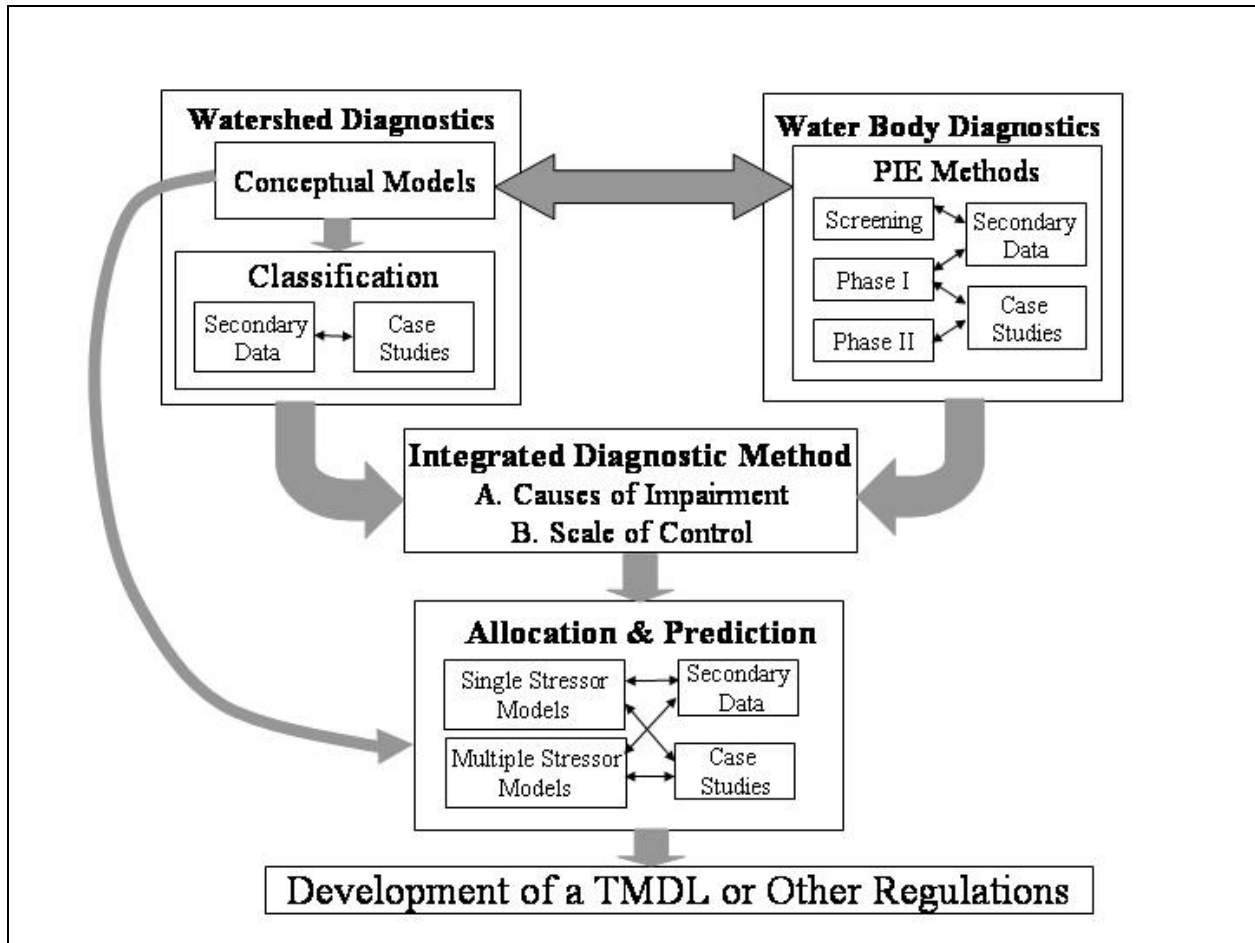 Watershed Diagnostics
Conceptual Models
Classification
Secondary
Data
Case
Studies
Water Body Diagnostics
PIE Methods
Screening
Phase I
Phase II
Secondary
Data
Case
Studies
Integrated Diagnostic Method
A. Causes of Impairment
B. Scale of Control
Allocation & Prediction
Single Stressor
Models
Multiple Stressor
Models
Secondary
Data
Case
Studies
Development of a TMDL or Other Regulations